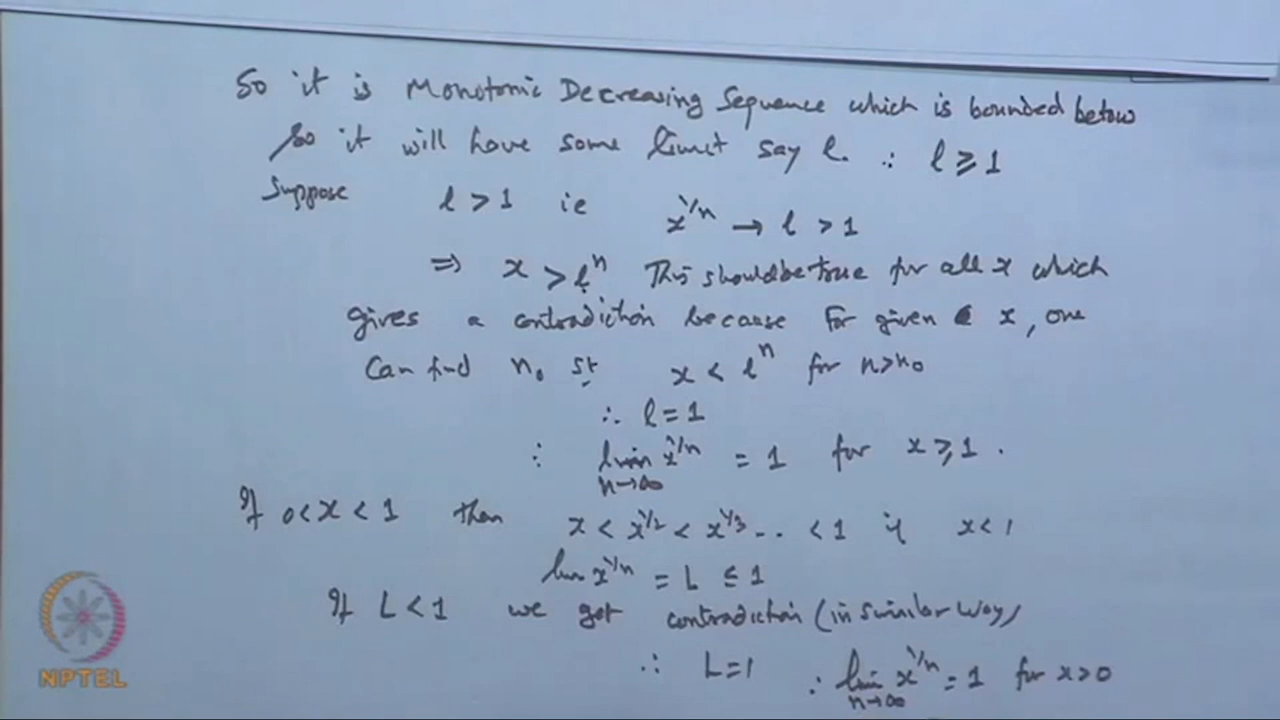 So it is Monotonic Decreasing Sequence which is bounded below
So it will have some limit say l. ∴ l ⩾ 1
Suppose l > 1 ie x^{1/n} → l > 1
⇒ x > l^n This should be true for all x which
gives a contradiction because For given x, one
Can find n₀ st x < l^n for n>n₀
∴ l = 1
∴ lim_{n→∞} x^{1/n} = 1 for x ⩾ 1.
If 0<x<1 then x < x^{1/2} < x^{1/3} .. < 1 if x<1
lim x^{1/n} = L ≤ 1
If L<1 we get contradiction (in similar way)
∴ L=1 ∴ lim_{n→∞} x^{1/n} = 1 for x>0
NPTEL